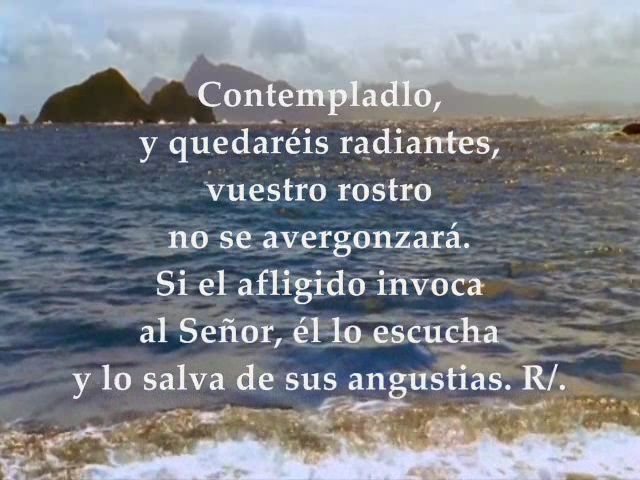 Contempladlo,
y quedaréis radiantes,
vuestro rostro
no se avergonzará.
Si el afligido invoca
al Señor, él lo escucha
y lo salva de sus angustias. R/.